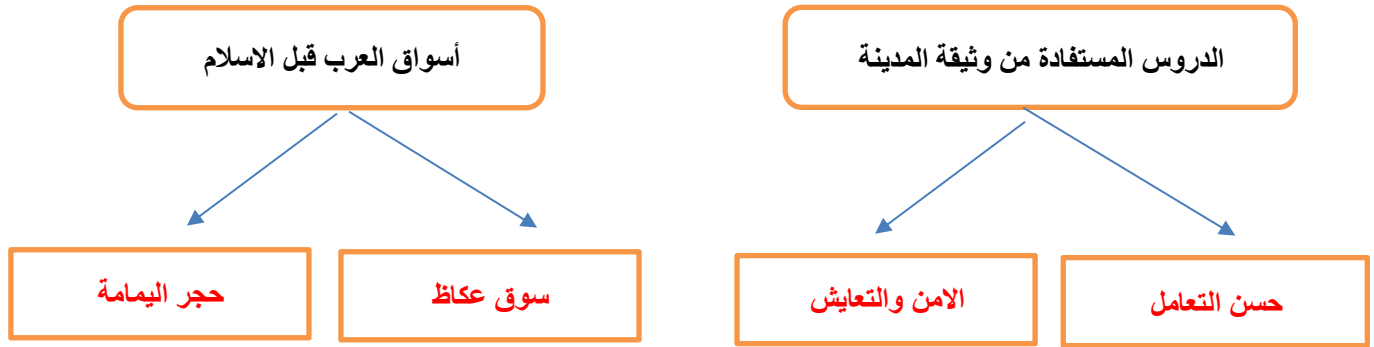 الدروس المستفادة من وثيقة المدينة
أسواق العرب قبل الاسلام
حسن التعامل
الامن والتعايش
سوق عكاظ
حجر اليمامة